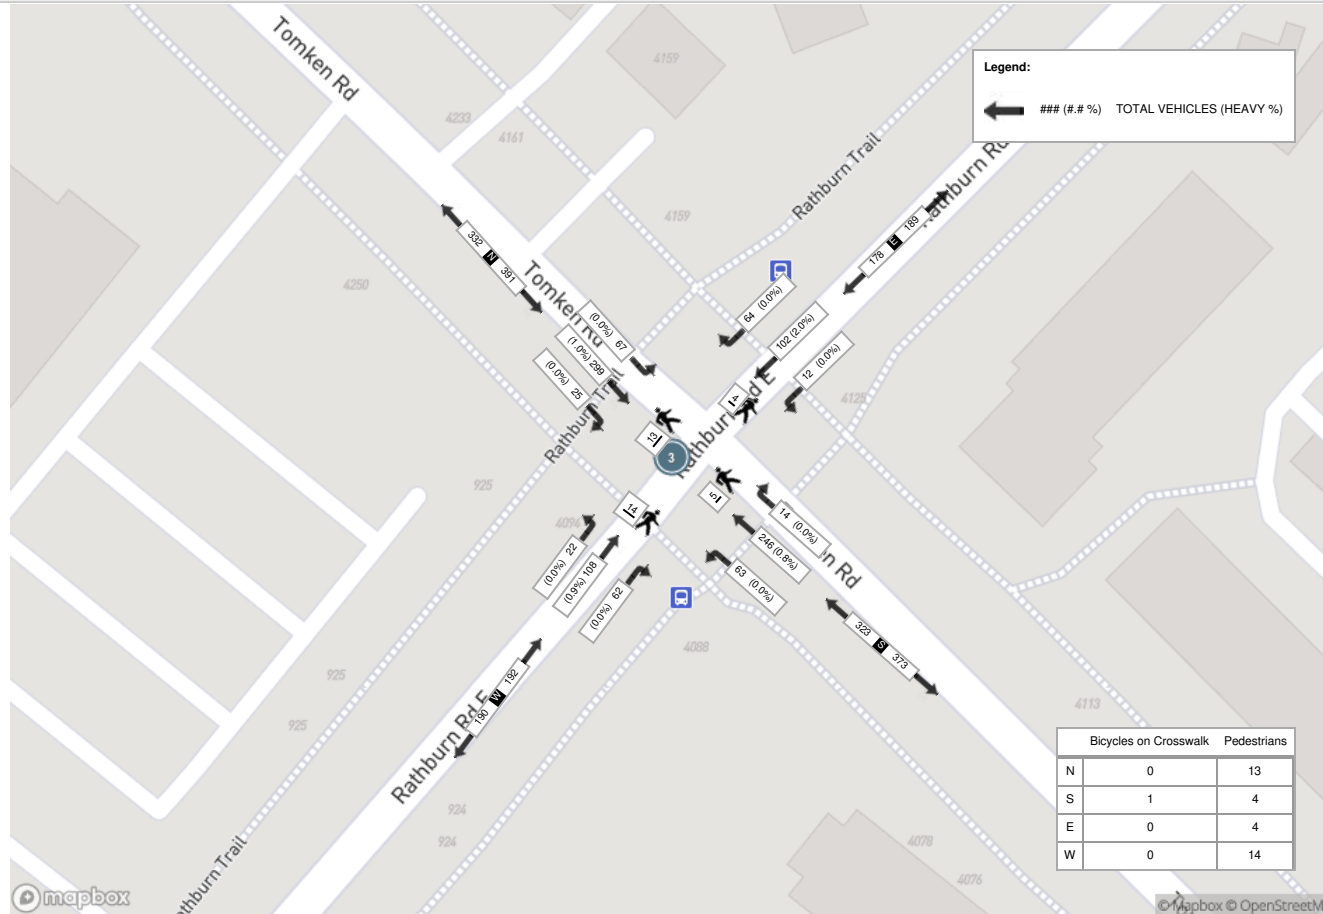 Tomken Rd
4159
Legend:
### (#.# %) TOTAL VEHICLES (HEAVY %)
4233
4161
Rathburn Trail
Rathburn Rd
4159
332 N 391
178 E 189
4250
Tomken Rd
(0.0%) 67
(1.0%) 299
(0.0%) 25
64 (0.0%)
102 (2.0%)
12 (0.0%)
Rathburn Trail
4125
4
13
3
Rathburn Rd E
925
14
5
4094
(0.0%) 22
(0.9%) 108
(0.0%) 62
14 (0.0%)
246 (0.8%)
63 (0.0%)
en Rd
4088
323 S 373
925
190 W 192
Rathburn Rd E
925
4113
924
924
4078
4076
Rathburn Trail
Bicycles on Crosswalk Pedestrians
N 0 13
S 1 4
E 0 4
W 0 14
mapbox
© Mapbox © OpenStreetM